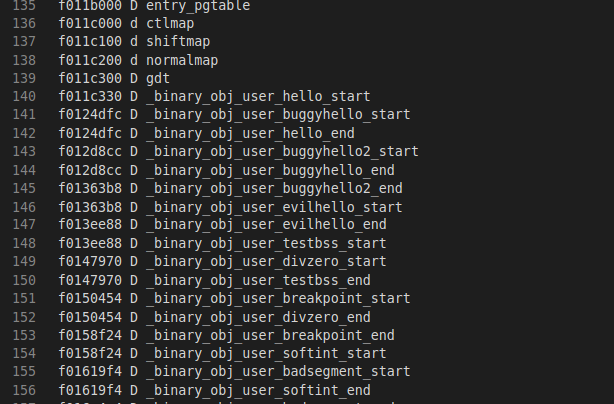 135 f011b000 D entry_pgtable
136 f011c000 d ctlmap
137 f011c100 d shiftmap
138 f011c200 d normalmap
139 f011c300 D gdt
140 f011c330 D _binary_obj_user_hello_start
141 f0124dfc D _binary_obj_user_buggyhello_start
142 f0124dfc D _binary_obj_user_hello_end
143 f012d8cc D _binary_obj_user_buggyhello2_start
144 f012d8cc D _binary_obj_user_buggyhello_end
145 f01363b8 D _binary_obj_user_buggyhello2_end
146 f01363b8 D _binary_obj_user_evilhello_start
147 f013ee88 D _binary_obj_user_evilhello_end
148 f013ee88 D _binary_obj_user_testbss_start
149 f0147970 D _binary_obj_user_divzero_start
150 f0147970 D _binary_obj_user_testbss_end
151 f0150454 D _binary_obj_user_breakpoint_start
152 f0150454 D _binary_obj_user_divzero_end
153 f0158f24 D _binary_obj_user_breakpoint_end
154 f0158f24 D _binary_obj_user_softint_start
155 f01619f4 D _binary_obj_user_badsegment_start
156 f01619f4 D _binary_obj_user_softint_end